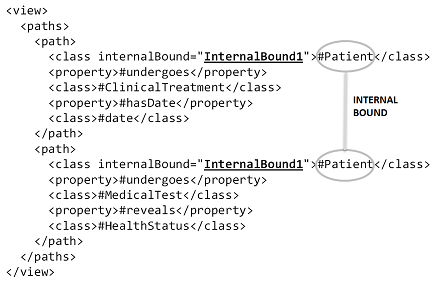 <view>
<paths>
<path>
<class internalBound="InternalBound1">#Patient</class>
<property>#undergoes</property>
<class>#ClinicalTreatment</class>
<property>#hasDate</property>
<class>#date</class>
</path>
<path>
<class internalBound="InternalBound1">#Patient</class>
<property>#undergoes</property>
<class>#MedicalTest</class>
<property>#reveals</property>
<class>#HealthStatus</class>
</path>
</paths>
</view>
INTERNAL
BOUND